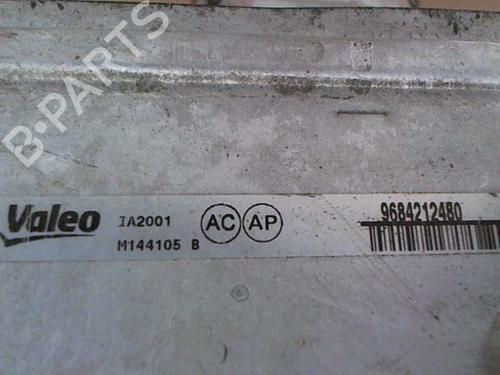 B-PARTS
Valeo
IA2001
AC AP
9684212480
M144105 B